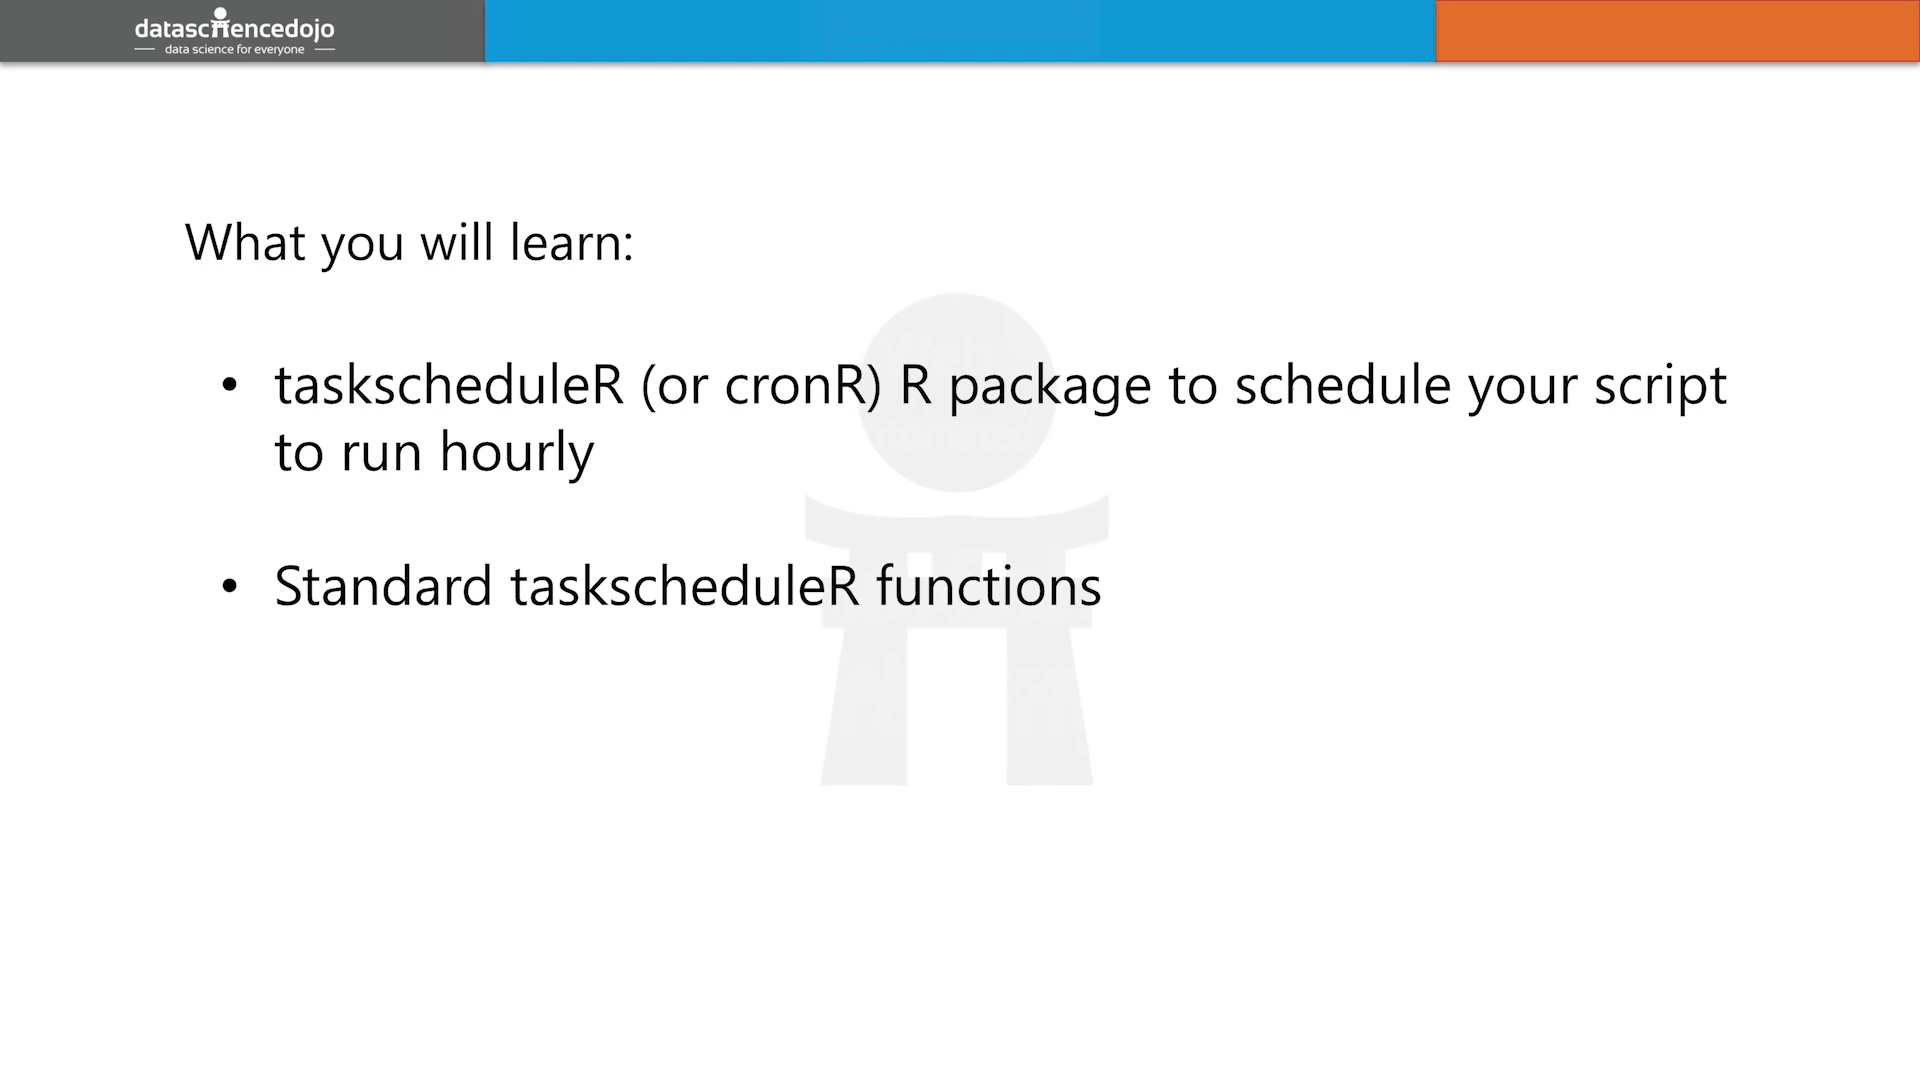 datasciencedojo
data science for everyone
What you will learn:
• taskscheduleR (or cronR) R package to schedule your script
to run hourly
• Standard taskscheduleR functions